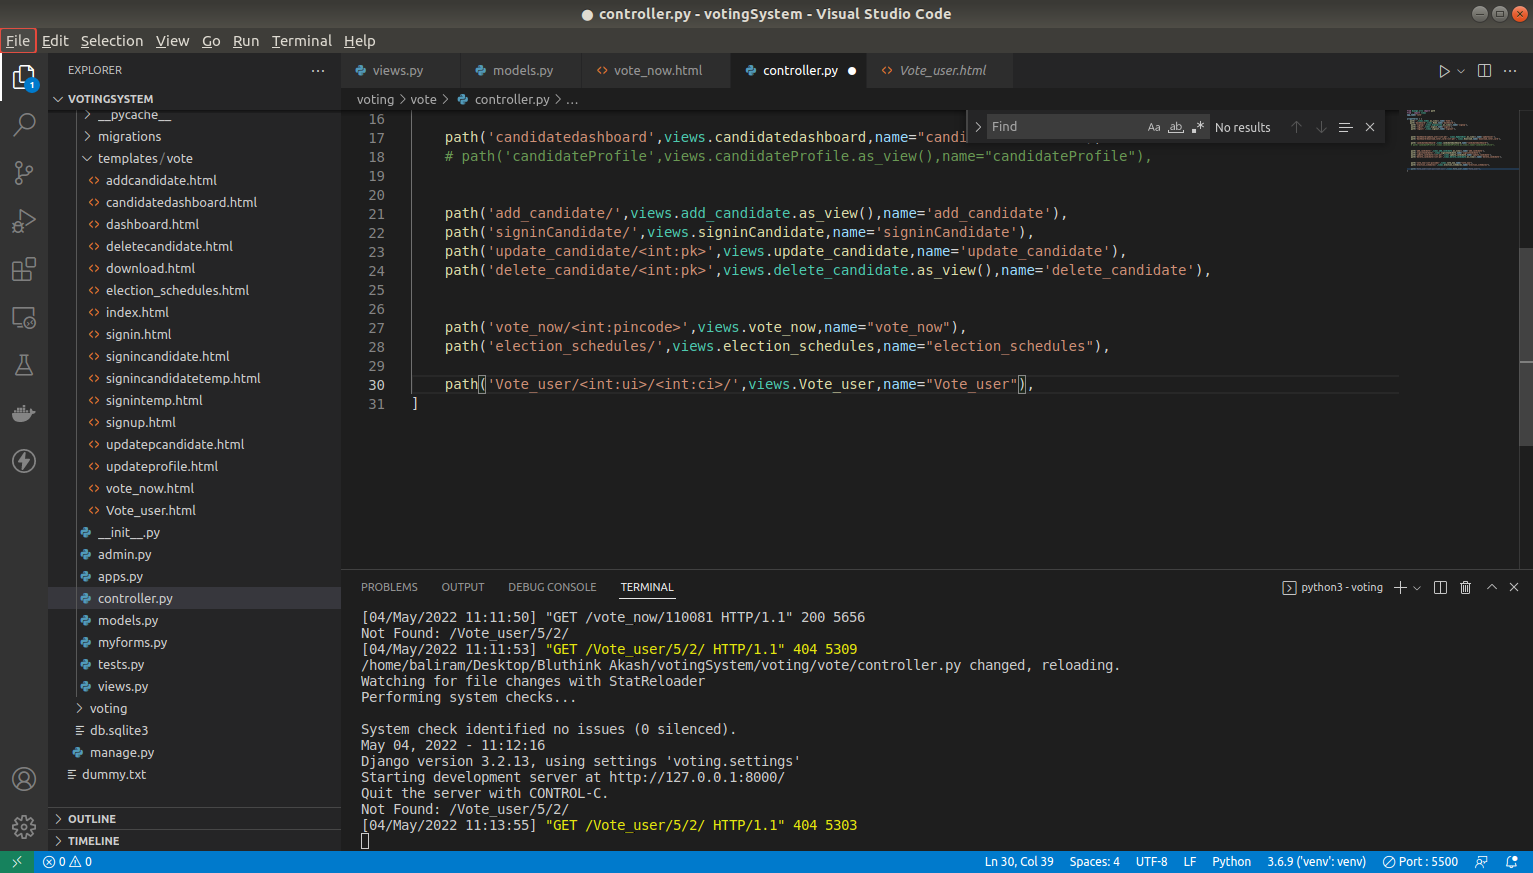 ● controller.py - votingSystem - Visual Studio Code
File Edit Selection View Go Run Terminal Help
EXPLORER
1
VOTINGSYSTEM
__pycache__
migrations
templates/vote
addcandidate.html
candidatedashboard.html
dashboard.html
deletecandidate.html
download.html
election_schedules.html
index.html
signin.html
signincandidate.html
signincandidatetemp.html
signintemp.html
signup.html
updatepcandidate.html
updateprofile.html
vote_now.html
Vote_user.html
__init__.py
admin.py
apps.py
controller.py
models.py
myforms.py
tests.py
views.py
voting
db.sqlite3
manage.py
dummy.txt
OUTLINE
TIMELINE
views.py models.py vote_now.html controller.py ● Vote_user.html
voting > vote > controller.py > ...
Find Aa ab .* No results
16
17 path('candidatedashboard',views.candidatedashboard,name="candi
18 # path('candidateProfile',views.candidateProfile.as_view(),name="candidateProfile"),
19
20
21 path('add_candidate/',views.add_candidate.as_view(),name='add_candidate'),
22 path('signinCandidate/',views.signinCandidate,name='signinCandidate'),
23 path('update_candidate/<int:pk>',views.update_candidate,name='update_candidate'),
24 path('delete_candidate/<int:pk>',views.delete_candidate.as_view(),name='delete_candidate'),
25
26
27 path('vote_now/<int:pincode>',views.vote_now,name="vote_now"),
28 path('election_schedules/',views.election_schedules,name="election_schedules"),
29
30 path('Vote_user/<int:ui>/<int:ci>/',views.Vote_user,name="Vote_user"),
31 ]
PROBLEMS OUTPUT DEBUG CONSOLE TERMINAL python3 - voting
[04/May/2022 11:11:50] "GET /vote_now/110081 HTTP/1.1" 200 5656
Not Found: /Vote_user/5/2/
[04/May/2022 11:11:53] "GET /Vote_user/5/2/ HTTP/1.1" 404 5309
/home/baliram/Desktop/Bluthink Akash/votingSystem/voting/vote/controller.py changed, reloading.
Watching for file changes with StatReloader
Performing system checks...
System check identified no issues (0 silenced).
May 04, 2022 - 11:12:16
Django version 3.2.13, using settings 'voting.settings'
Starting development server at http://127.0.0.1:8000/
Quit the server with CONTROL-C.
Not Found: /Vote_user/5/2/
[04/May/2022 11:13:55] "GET /Vote_user/5/2/ HTTP/1.1" 404 5303
0 0 Ln 30, Col 39 Spaces: 4 UTF-8 LF Python 3.6.9 ('venv': venv) Port : 5500